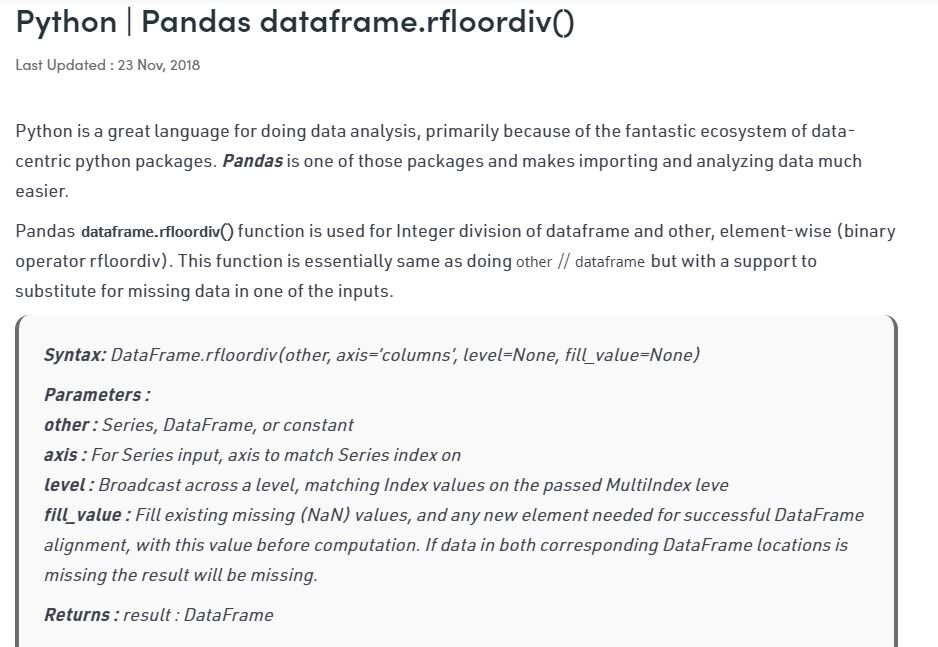 Python | Pandas dataframe.rfloordiv()
Last Updated : 23 Nov, 2018
Python is a great language for doing data analysis, primarily because of the fantastic ecosystem of data-
centric python packages. Pandas is one of those packages and makes importing and analyzing data much
easier.
Pandas dataframe.rfloordiv() function is used for Integer division of dataframe and other, element-wise (binary
operator rfloordiv). This function is essentially same as doing other // dataframe but with a support to
substitute for missing data in one of the inputs.
Syntax: DataFrame.rfloordiv(other, axis=’columns’, level=None, fill_value=None)
Parameters :
other : Series, DataFrame, or constant
axis : For Series input, axis to match Series index on
level : Broadcast across a level, matching Index values on the passed MultiIndex leve
fill_value : Fill existing missing (NaN) values, and any new element needed for successful DataFrame
alignment, with this value before computation. If data in both corresponding DataFrame locations is
missing the result will be missing.
Returns : result : DataFrame